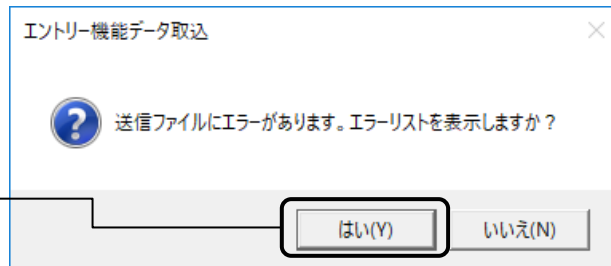 エントリー機能データ取込
送信ファイルにエラーがあります。エラーリストを表示しますか？
はい(Y)
いいえ(N)